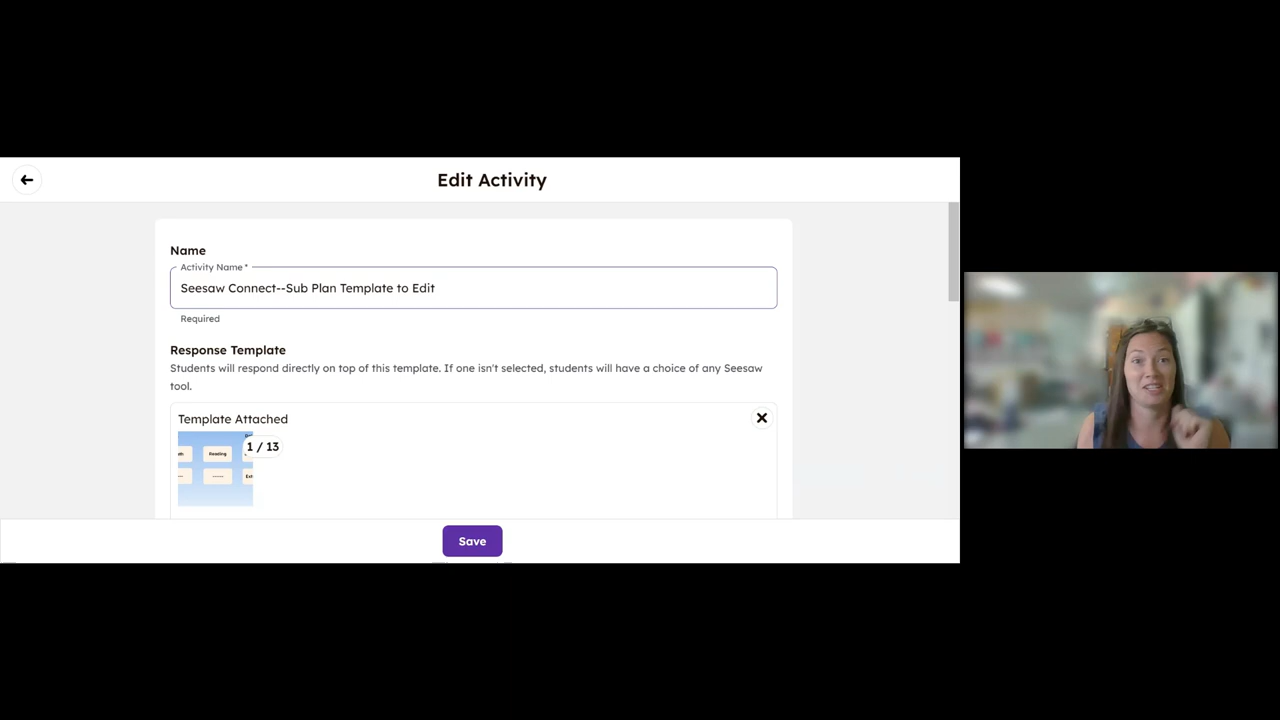 Edit Activity
Name
Activity Name *
Seesaw Connect--Sub Plan Template to Edit
Required
Response Template
Students will respond directly on top of this template. If one isn't selected, students will have a choice of any Seesaw
tool.
Template Attached
1 / 13
Reading
Save